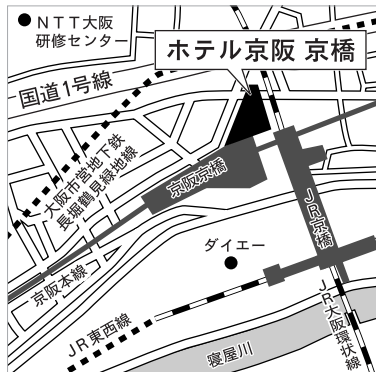 NTT大阪
研修センター
ホテル京阪 京橋
国道1号線
大阪市営地下鉄
長堀鶴見緑地線
京阪京橋
JR京橋
ダイエー
京阪本線
JR東西線
JR大阪環状線
寝屋川